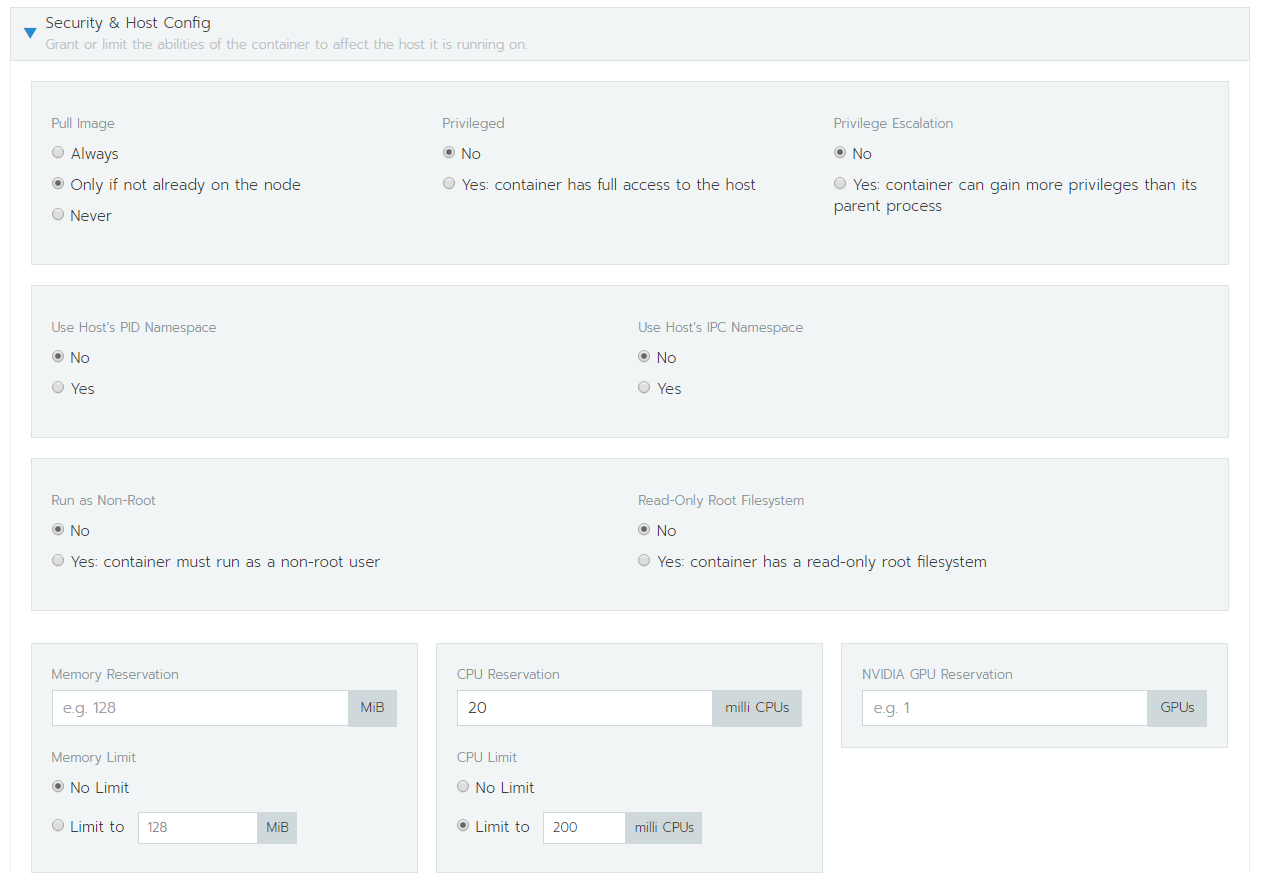 Security & Host Config
Grant or limit the abilities of the container to affect the host it is running on.
Pull Image
Always
Only if not already on the node
Never
Privileged
No
Yes: container has full access to the host
Privilege Escalation
No
Yes: container can gain more privileges than its
parent process
Use Host's PID Namespace
No
Yes
Use Host's IPC Namespace
No
Yes
Run as Non-Root
No
Yes: container must run as a non-root user
Read-Only Root Filesystem
No
Yes: container has a read-only root filesystem
Memory Reservation
e.g. 128 MiB
Memory Limit
No Limit
Limit to 128 MiB
CPU Reservation
20 milli CPUs
CPU Limit
No Limit
Limit to 200 milli CPUs
NVIDIA GPU Reservation
e.g. 1 GPUs